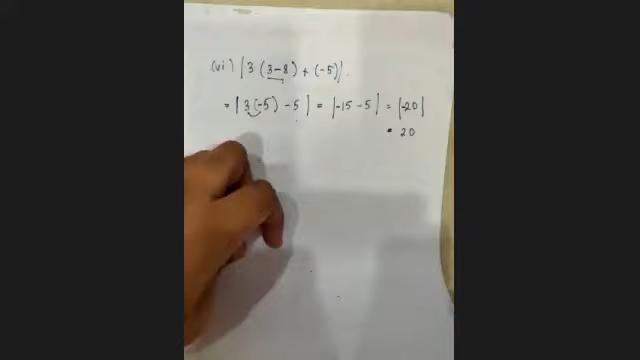 (vi) |3 (3-8) + (-5)|.
= |3(-5) - 5| = |-15 - 5| = |-20|
= 20